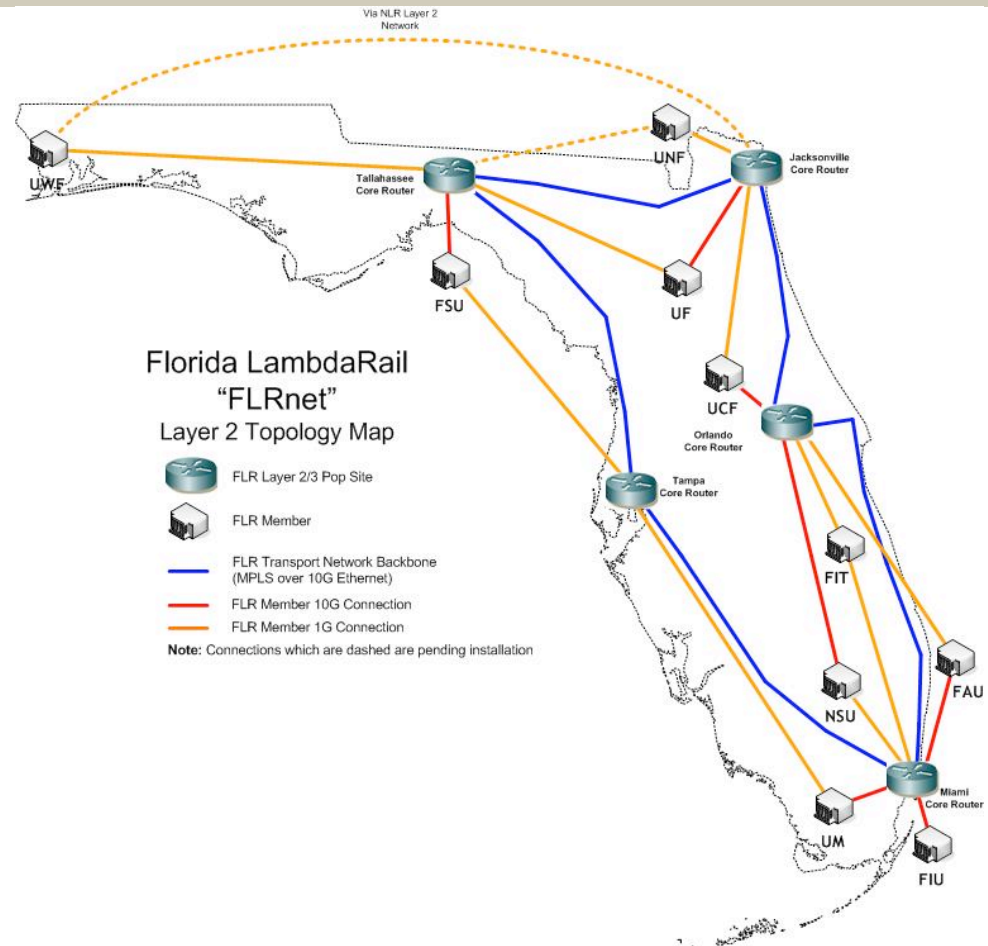 Via NLR Layer 2
Network
UWF
UNF
Jacksonville
Core Router
Tallahassee
Core Router
FSU
UF
Florida LambdaRail
“FLRnet”
Layer 2 Topology Map
UCF
Orlando
Core Router
FLR Layer 2/3 Pop Site
Tampa
Core Router
FLR Member
FIT
FLR Transport Network Backbone
(MPLS over 10G Ethernet)
FLR Member 10G Connection
FLR Member 1G Connection
Note: Connections which are dashed are pending installation
FAU
NSU
Miami
Core Router
UM
FIU